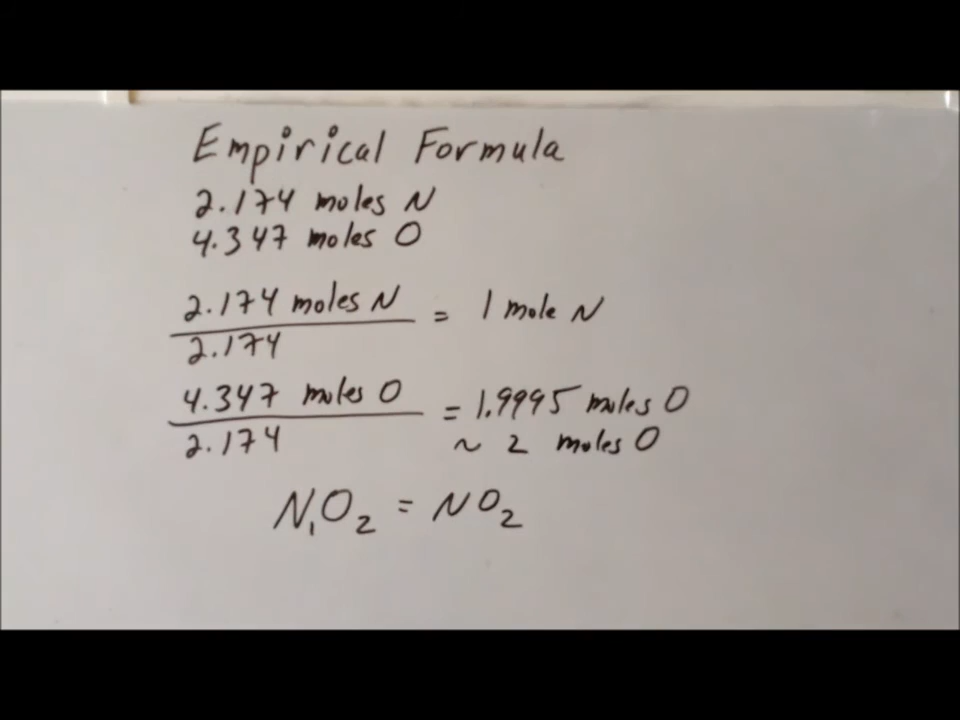 Empirical Formula
2.174 moles N
4.347 moles O
2.174 moles N
2.174
= 1 mole N
4.347 moles O
2.174
= 1.9995 moles O
~ 2 moles O
N₁O₂ = NO₂